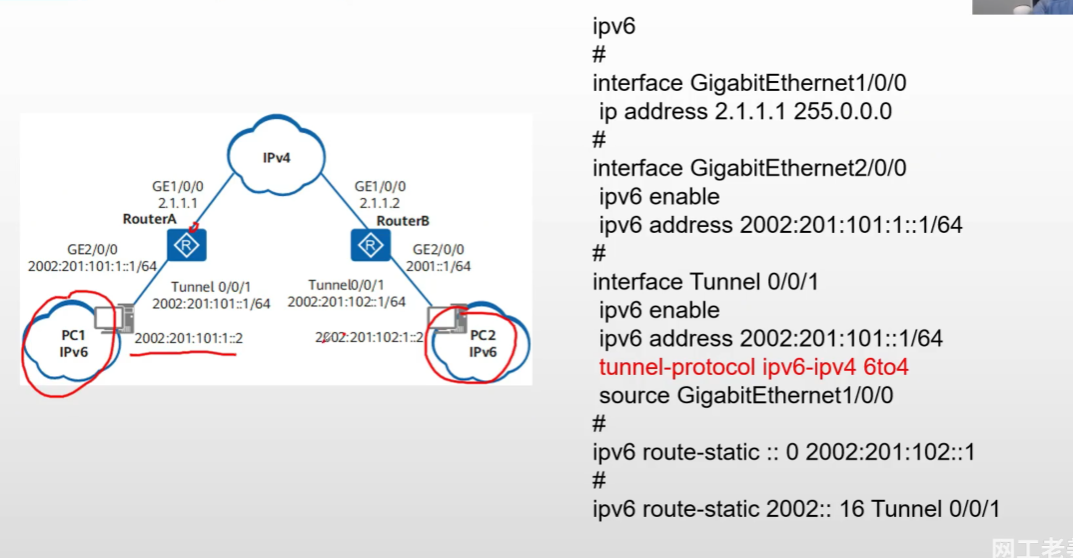 IPv4
GE1/0/0
2.1.1.1
RouterA
GE1/0/0
2.1.1.2
RouterB
GE2/0/0
2002:201:101:1::1/64
GE2/0/0
2001::1/64
Tunnel 0/0/1
2002:201:101::1/64
Tunnel0/0/1
2002:201:102::1/64
PC1
IPv6
2002:201:101:1::2
2002:201:102:1::2
PC2
IPv6
ipv6
#
interface GigabitEthernet1/0/0
ip address 2.1.1.1 255.0.0.0
#
interface GigabitEthernet2/0/0
ipv6 enable
ipv6 address 2002:201:101:1::1/64
#
interface Tunnel 0/0/1
ipv6 enable
ipv6 address 2002:201:101::1/64
tunnel-protocol ipv6-ipv4 6to4
source GigabitEthernet1/0/0
#
ipv6 route-static :: 0 2002:201:102::1
#
ipv6 route-static 2002:: 16 Tunnel 0/0/1
网工老